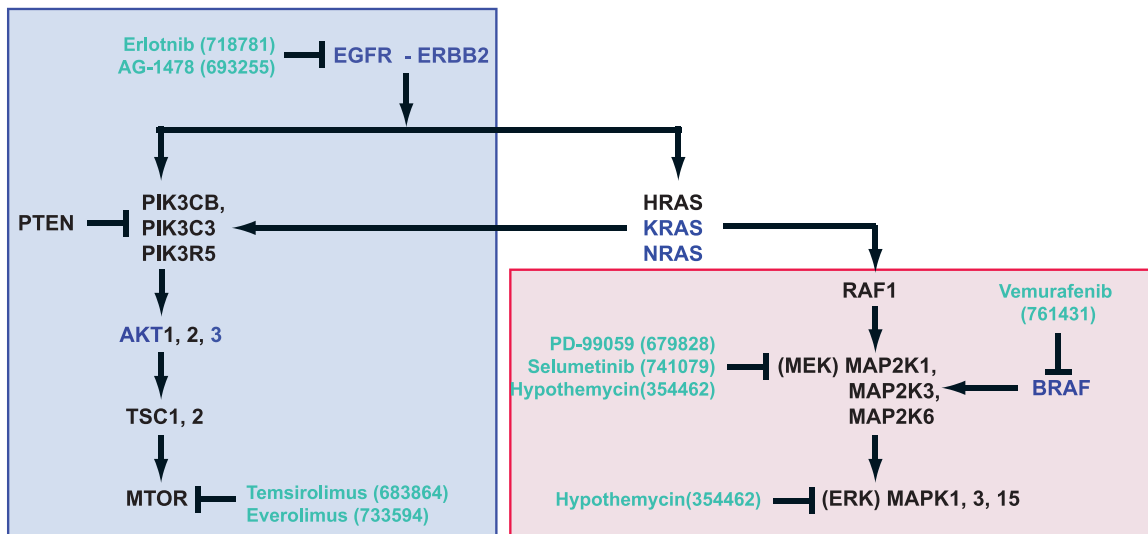 Erlotnib (718781)
AG-1478 (693255)
EGFR - ERBB2
PTEN
PIK3CB,
PIK3C3
PIK3R5
HRAS
KRAS
NRAS
AKT1, 2, 3
TSC1, 2
MTOR
Temsirolimus (683864)
Everolimus (733594)
RAF1
Vemurafenib
(761431)
PD-99059 (679828)
Selumetinib (741079)
Hypothemycin(354462)
(MEK) MAP2K1,
MAP2K3,
MAP2K6
BRAF
Hypothemycin(354462)
(ERK) MAPK1, 3, 15